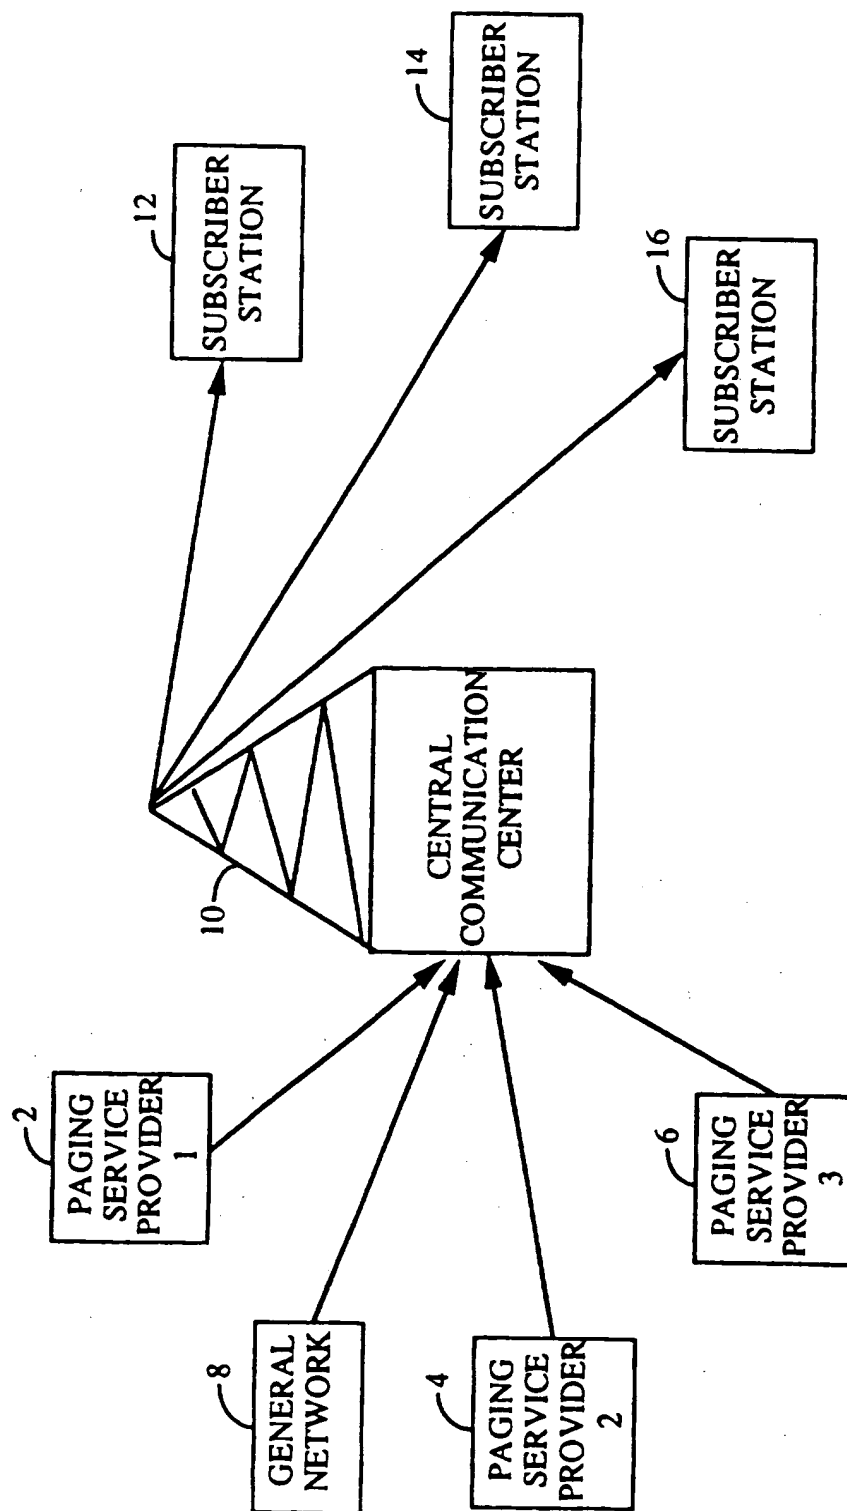 2
PAGING
SERVICE
PROVIDER
1
8
GENERAL
NETWORK
4
PAGING
SERVICE
PROVIDER
2
6
PAGING
SERVICE
PROVIDER
3
10
CENTRAL
COMMUNICATION
CENTER
12
SUBSCRIBER
STATION
14
SUBSCRIBER
STATION
16
SUBSCRIBER
STATION